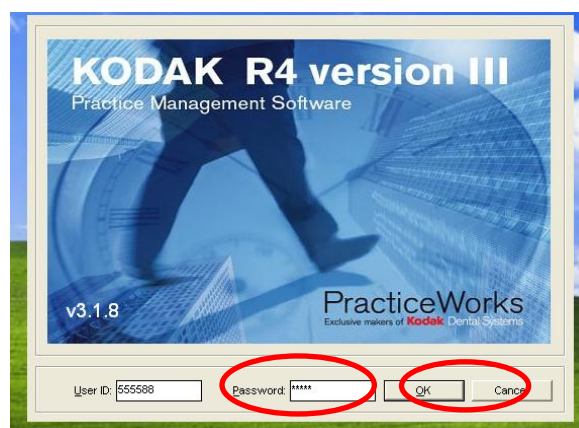 KODAK R4 version III
Practice Management Software
v3.1.8
PracticeWorks
Exclusive makers of Kodak Dental Systems
User ID: 555588 Password: ***** OK Cancel